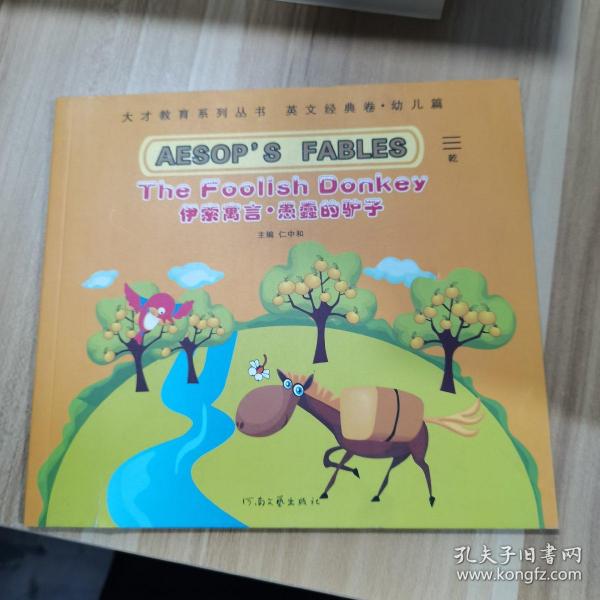 大才教育系列丛书 英文经典卷·幼儿篇
AESOP'S FABLES
☰
乾
The Foolish Donkey
伊索寓言·愚蠢的驴子
主编 仁中和
河南文艺出版社
孔夫子旧书网
www.kongfz.com